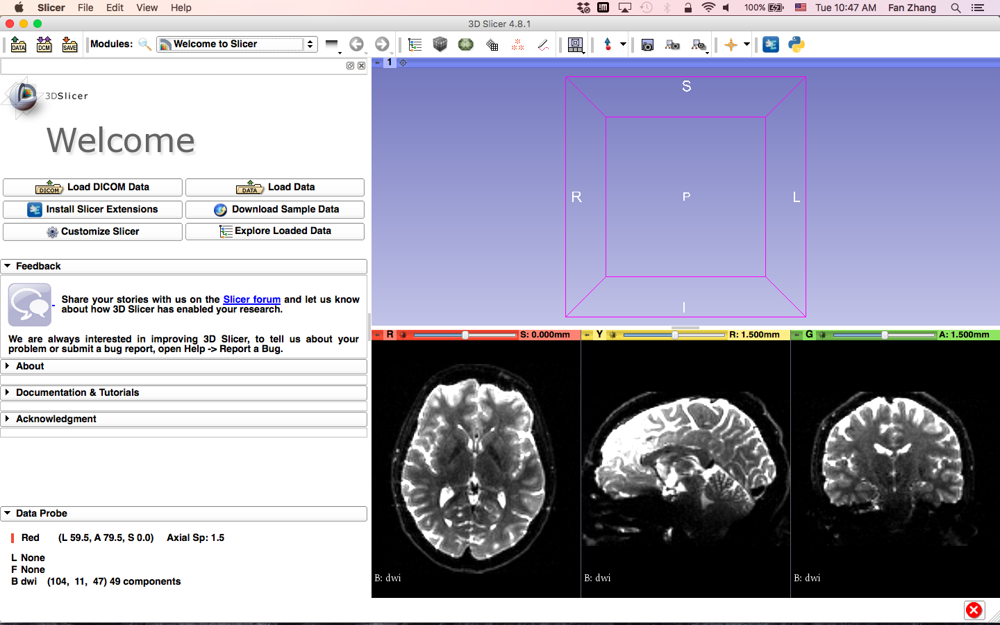 Slicer File Edit View Help 100% Tue 10:47 AM Fan Zhang
3D Slicer 4.8.1
DATA DCM SAVE Modules: Welcome to Slicer
1
3DSlicer
Welcome
DICOM Load DICOM Data DATA Load Data
Install Slicer Extensions Download Sample Data
Customize Slicer Explore Loaded Data
Feedback
Share your stories with us on the Slicer forum and let us know
about how 3D Slicer has enabled your research.
We are always interested in improving 3D Slicer, to tell us about your
problem or submit a bug report, open Help -> Report a Bug.
About
Documentation & Tutorials
Acknowledgment
Data Probe
Red (L 59.5, A 79.5, S 0.0) Axial Sp: 1.5
L None
F None
B dwi (104, 11, 47) 49 components
S
R P L
I
R S: 0.000mm Y R: 1.500mm G A: 1.500mm
B: dwi B: dwi B: dwi